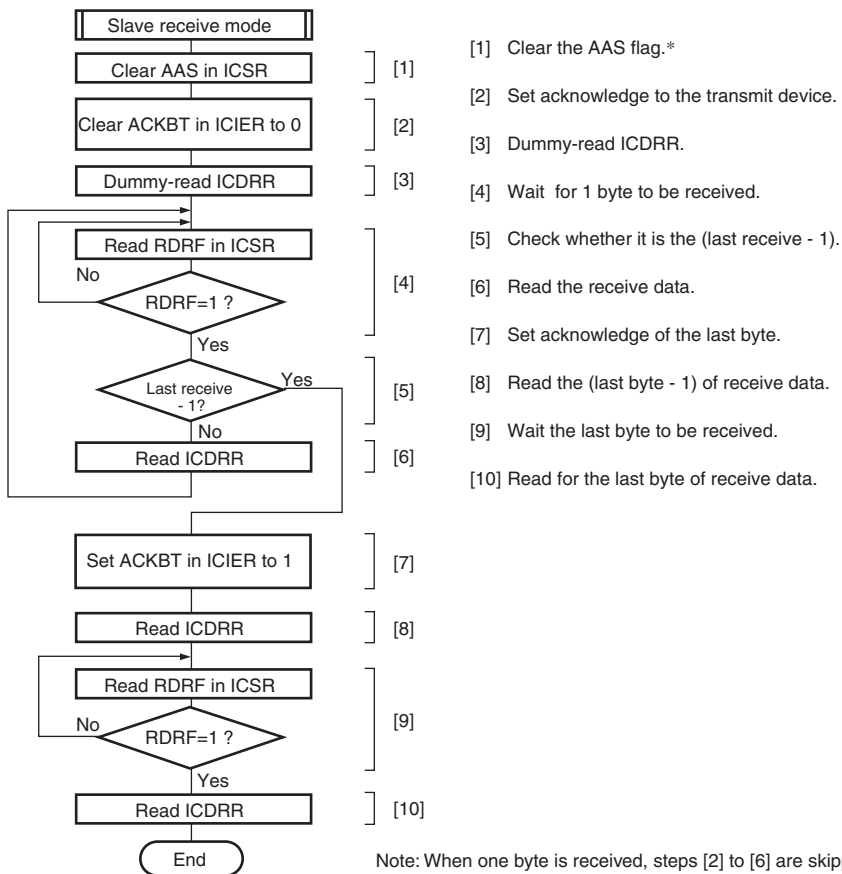 Slave receive mode
Clear AAS in ICSR
[1]
Clear ACKBT in ICIER to 0
[2]
Dummy-read ICDRR
[3]
Read RDRF in ICSR
No
RDRF=1 ?
[4]
Yes
Last receive
- 1?
Yes
[5]
No
Read ICDRR
[6]
Set ACKBT in ICIER to 1
[7]
Read ICDRR
[8]
Read RDRF in ICSR
No
RDRF=1 ?
[9]
Yes
Read ICDRR
[10]
End
[1] Clear the AAS flag.*
[2] Set acknowledge to the transmit device.
[3] Dummy-read ICDRR.
[4] Wait for 1 byte to be received.
[5] Check whether it is the (last receive - 1).
[6] Read the receive data.
[7] Set acknowledge of the last byte.
[8] Read the (last byte - 1) of receive data.
[9] Wait the last byte to be received.
[10] Read for the last byte of receive data.
Note: When one byte is received, steps [2] to [6] are